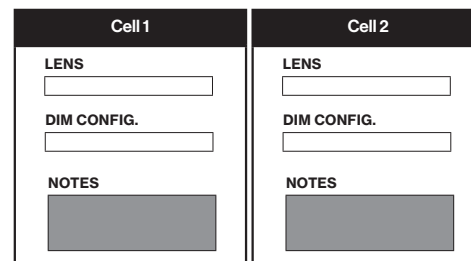 Cell 1
LENS
DIM CONFIG.
NOTES
Cell 2
LENS
DIM CONFIG.
NOTES